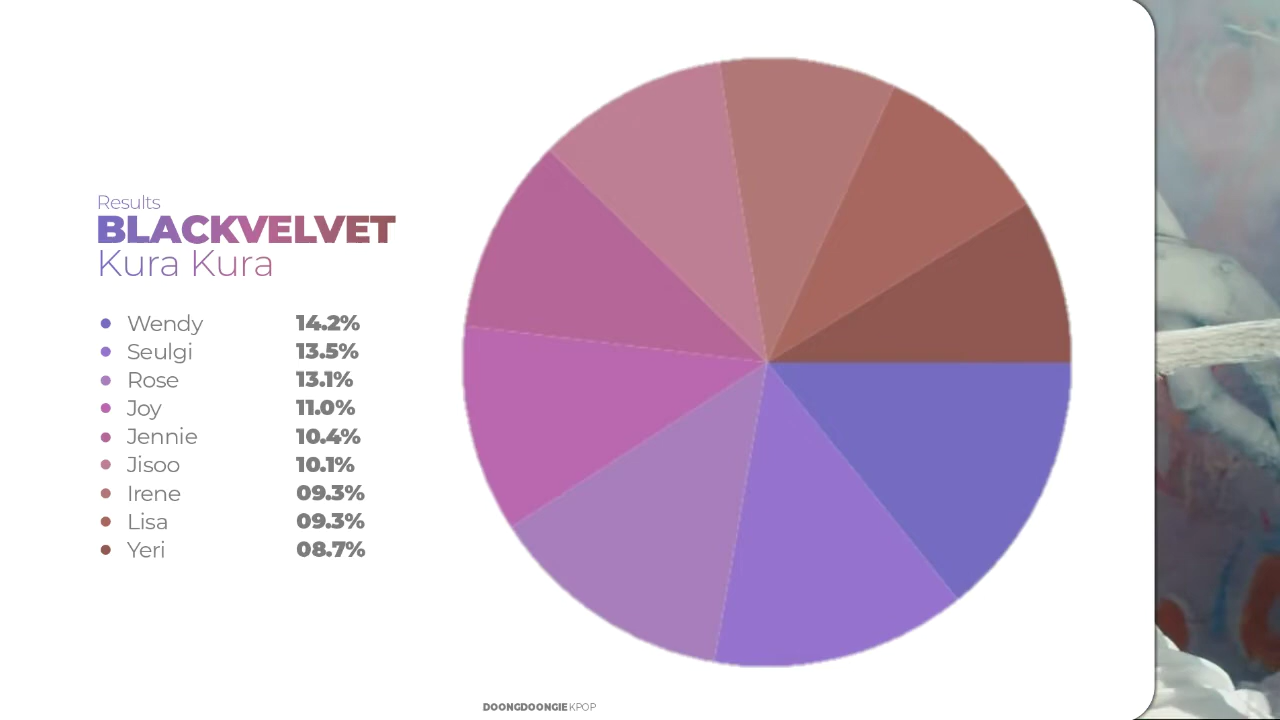 Results
BLACKVELVET
Kura Kura
Wendy 14.2%
Seulgi 13.5%
Rose 13.1%
Joy 11.0%
Jennie 10.4%
Jisoo 10.1%
Irene 09.3%
Lisa 09.3%
Yeri 08.7%
DOONGDOONGIE KPOP